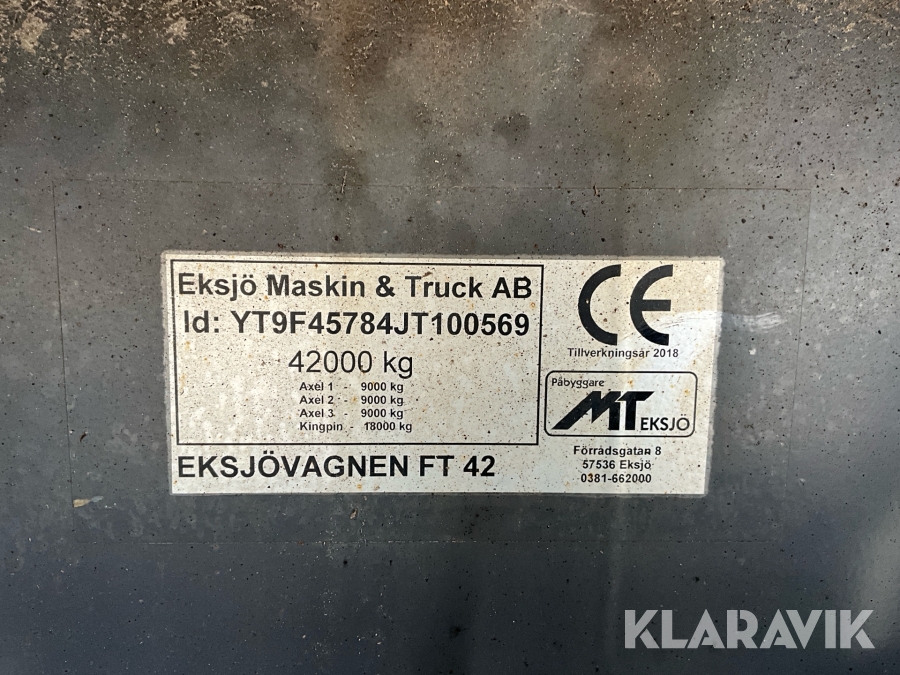 Eksjö Maskin & Truck AB
Id: YT9F45784JT100569
42000 kg
Axel 1 - 9000 kg
Axel 2 - 9000 kg
Axel 3 - 9000 kg
Kingpin - 18000 kg
EKSJÖVAGNEN FT 42
CE
Tillverkningsår 2018
Påbyggare
MT EKSJÖ
Förrådsgatan 8
57536 Eksjö
0381-662000
KLARAVIK